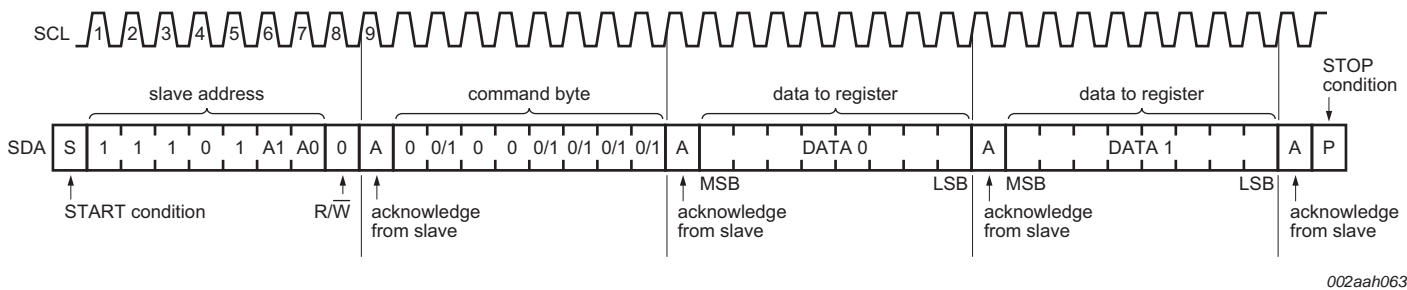 SCL 1 2 3 4 5 6 7 8 9
STOP
condition
slave address command byte data to register data to register
SDA S 1 1 1 0 1 A1 A0 0 A 0 0/1 0 0 0/1 0/1 0/1 0/1 A DATA 0 A DATA 1 A P
MSB LSB MSB LSB
START condition R/W̅ acknowledge acknowledge acknowledge acknowledge
from slave from slave from slave from slave
002aah063